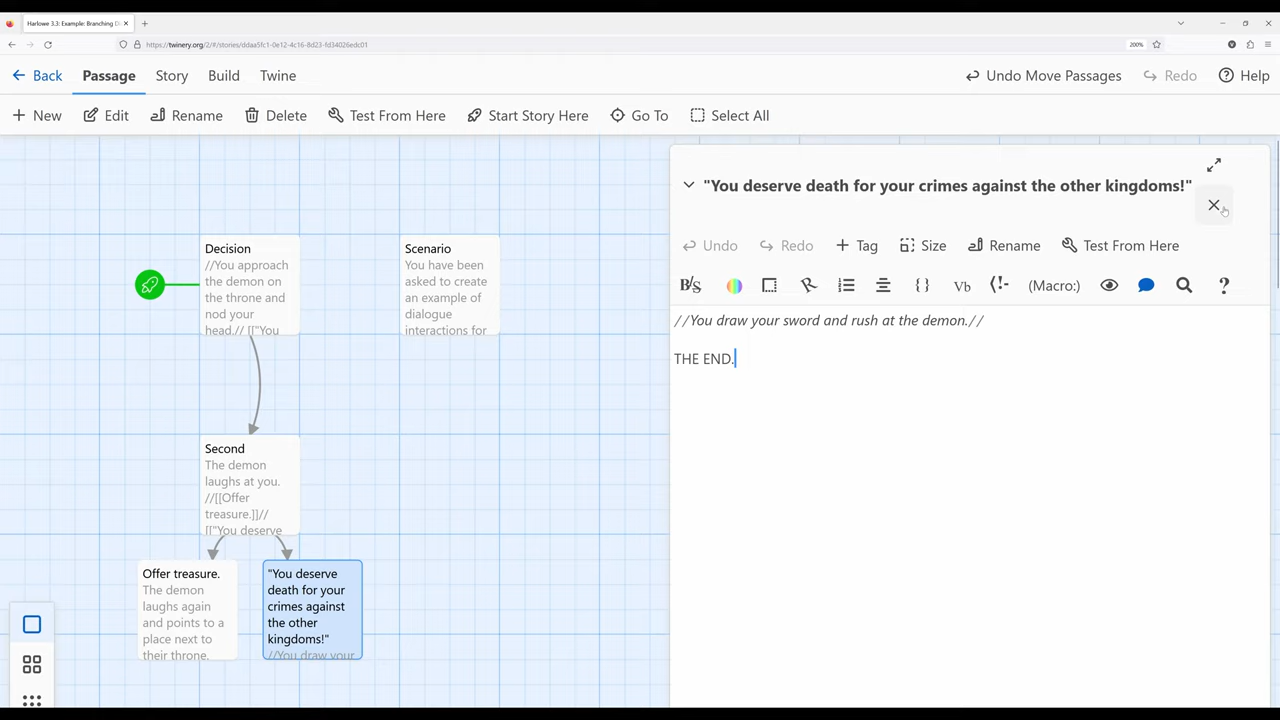 Harlowe 3.3: Example: Branching Di
https://twinery.org/2/#/stories/ddaa5fc1-0e12-4c16-8d23-fd34026edc01
200%
Back
Passage
Story
Build
Twine
Undo Move Passages
Redo
Help
New
Edit
Rename
Delete
Test From Here
Start Story Here
Go To
Select All
Decision
//You approach
the demon on
the throne and
nod your
head.// [["You
Scenario
You have been
asked to create
an example of
dialogue
interactions for
Second
The demon
laughs at you.
//[[Offer
treasure.]]//
[["You deserve
Offer treasure.
The demon
laughs again
and points to a
place next to
their throne.
"You deserve
death for your
crimes against
the other
kingdoms!"
//You draw your
"You deserve death for your crimes against the other kingdoms!"
Undo
Redo
Tag
Size
Rename
Test From Here
B/S
{}
Vb
(!-
(Macro:)
?
//You draw your sword and rush at the demon.//
THE END.